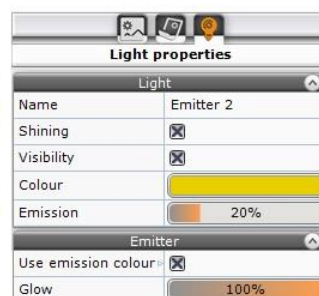 Light properties
Light
Name Emitter 2
Shining
Visibility
Colour
Emission 20%
Emitter
Use emission colour
Glow 100%